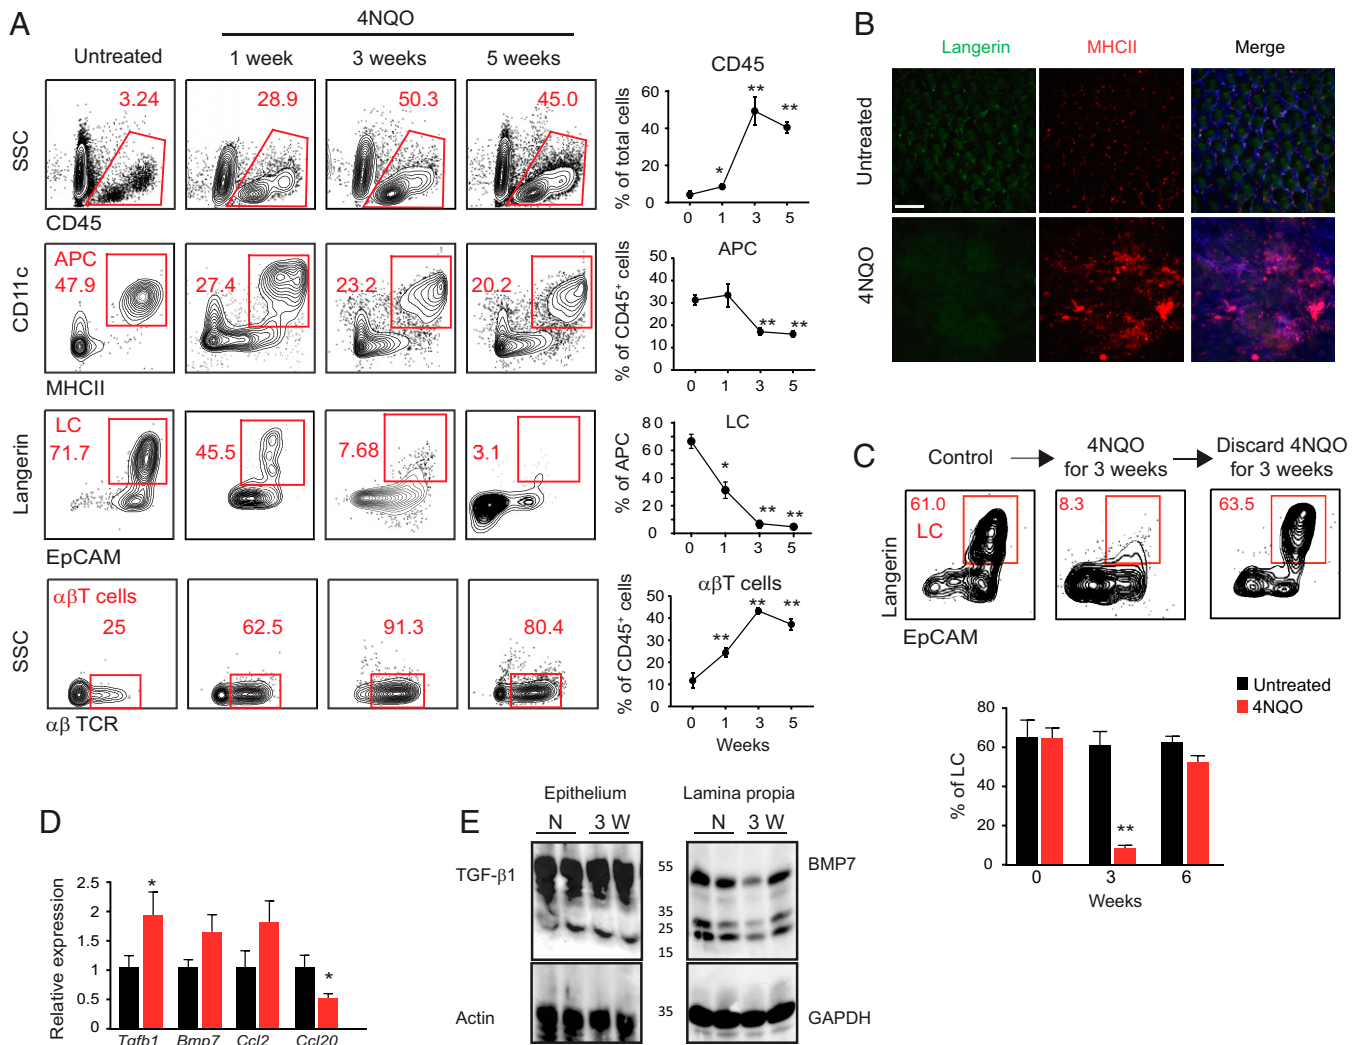 A
4NQO
Untreated
1 week
3 weeks
5 weeks
3.24
28.9
50.3
45.0
SSC
CD45
CD45
% of total cells
60
40
20
0
0 1 3 5
*
**
**
APC
47.9
27.4
23.2
20.2
CD11c
MHCII
APC
% of CD45+ cells
50
40
30
20
10
0
0 1 3 5
**
**
LC
71.7
45.5
7.68
3.1
Langerin
EpCAM
LC
% of APC
80
60
40
20
0
0 1 3 5
*
**
**
αβT cells
25
62.5
91.3
80.4
SSC
αβ TCR
αβT cells
% of CD45+ cells
50
40
30
20
10
0
0 1 3 5
**
**
**
Weeks
B
Langerin
MHCII
Merge
Untreated
4NQO
C
Control
4NQO
for 3 weeks
Discard 4NQO
for 3 weeks
61.0
LC
8.3
63.5
Langerin
EpCAM
Untreated
4NQO
% of LC
80
60
40
20
0
**
0 3 6
Weeks
D
Relative expression
2.5
2
1.5
1
0.5
0
*
*
Tgfb1 Bmp7 Ccl2 Ccl20
E
Epithelium
Lamina propia
N 3 W
N 3 W
TGF-β1
BMP7
55
35
25
15
Actin
35
GAPDH